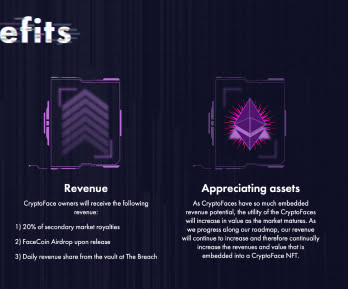 efits
Revenue
CryptoFace owners will receive the following
revenue:
1) 20% of secondary market royalties
2) FaceCoin Airdrop upon release
3) Daily revenue share from the vault at The Breach
Appreciating assets
As CryptoFaces have so much embedded
revenue potential, the utility of the CryptoFaces
will increase in value as the market matures. As
we progress along our roadmap, our revenue
will continue to increase and therefore continually
increase the revenues and value that is
embedded into a CryptoFace NFT.